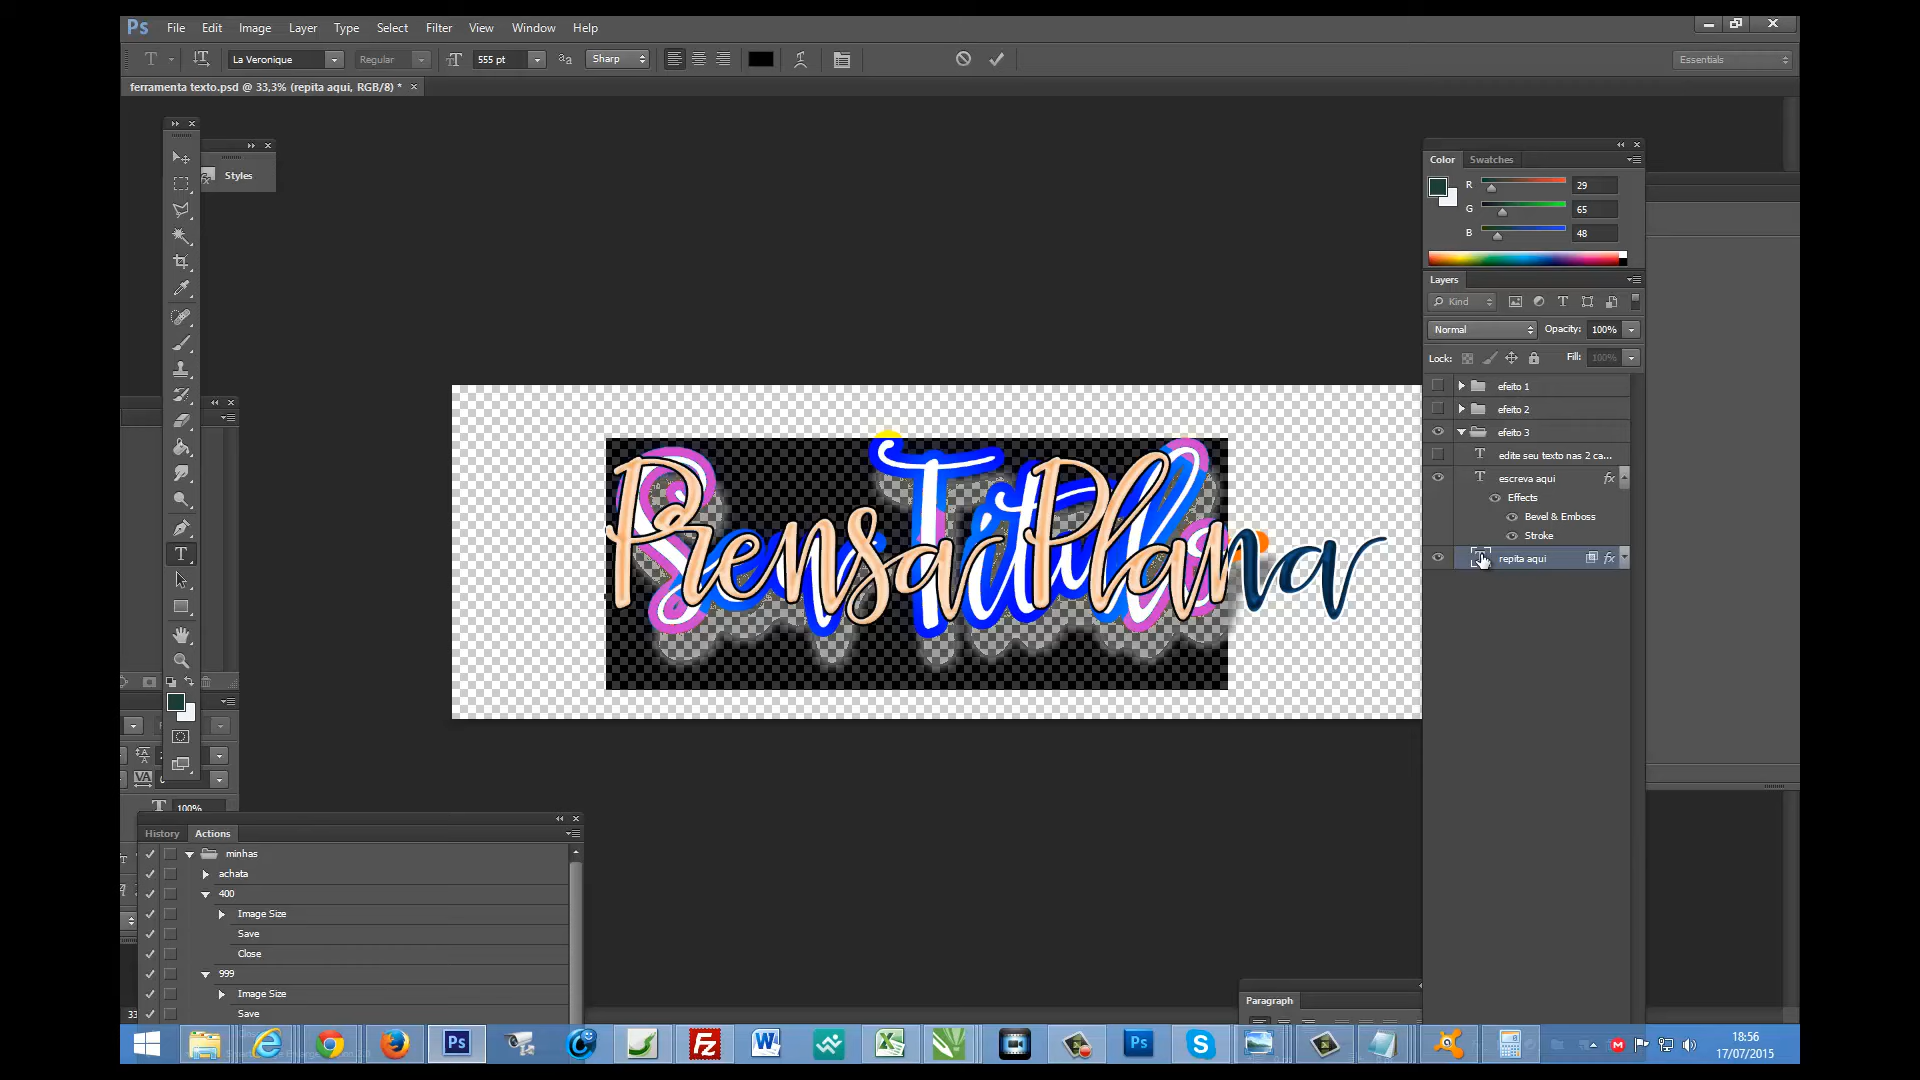 Ps File Edit Image Layer Type Select Filter View Window Help
La Veronique Regular 555 pt Sharp Essentials
ferramenta texto.psd @ 33,3% (repita aqui, RGB/8) *
Styles
Color Swatches
R 29
G 65
B 48
Layers
Kind
Normal Opacity: 100%
Lock: Fill: 100%
efeito 1
efeito 2
efeito 3
edite seu texto nas 2 ca...
escreva aqui fx
Effects
Bevel & Emboss
Stroke
repita aqui fx
PrensaPlana
100%
History Actions
minhas
achata
400
Image Size
Save
Close
999
Image Size
Save
Paragraph
33
18:56
17/07/2015